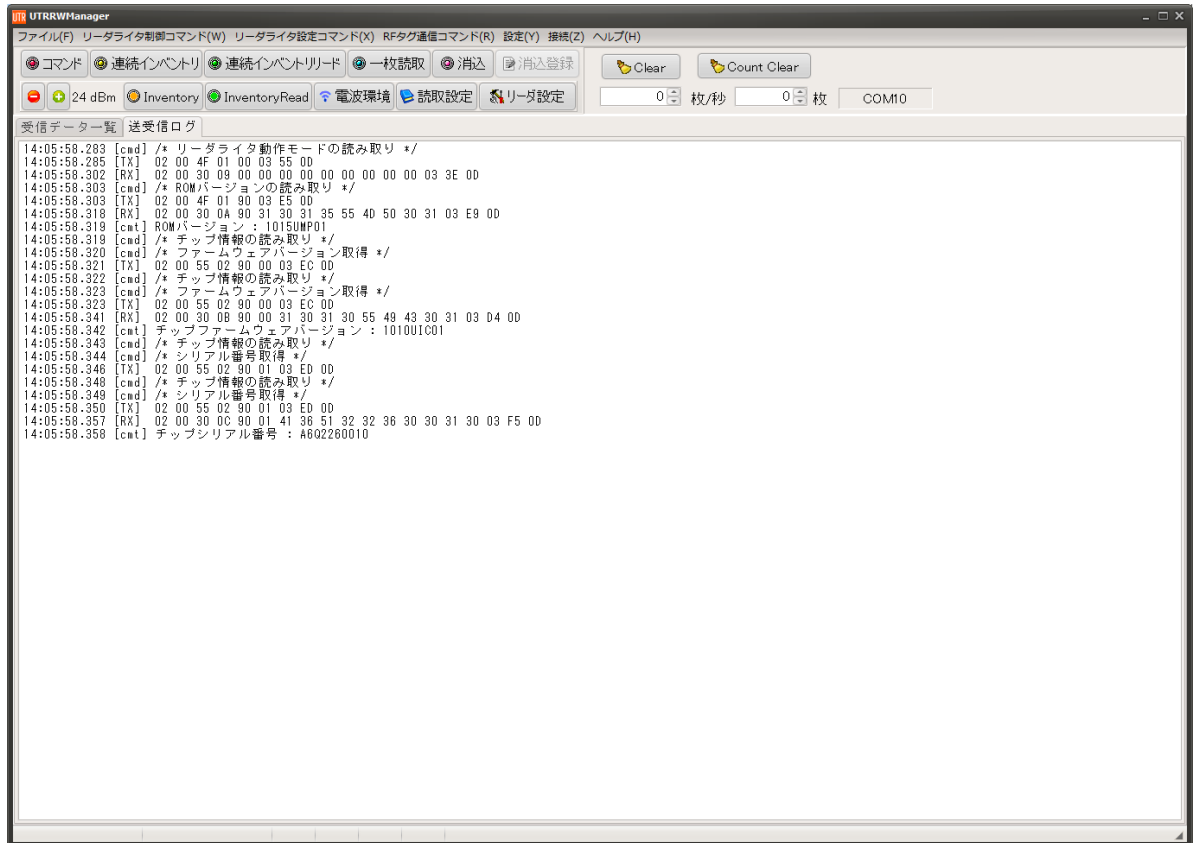 UTR UTRRWManager
ファイル(F) リーダライタ制御コマンド(W) リーダライタ設定コマンド(X) RFタグ通信コマンド(R) 設定(Y) 接続(Z) ヘルプ(H)
コマンド 連続インベントリ 連続インベントリリード 一枚読取 消込 消込登録 Clear Count Clear
24 dBm Inventory InventoryRead 電波環境 読取設定 リーダ設定 0 枚/秒 0 枚 COM10
受信データ一覧 送受信ログ
14:05:58.283 [cmd] /* リーダライタ動作モードの読み取り */
14:05:58.285 [TX] 02 00 4F 01 00 03 55 0D
14:05:58.302 [RX] 02 00 30 09 00 00 00 00 00 00 00 00 00 03 3E 0D
14:05:58.303 [cmd] /* ROMバージョンの読み取り */
14:05:58.303 [TX] 02 00 4F 01 90 03 E5 0D
14:05:58.318 [RX] 02 00 30 0A 90 31 30 31 35 55 4D 50 30 31 03 E9 0D
14:05:58.319 [cmt] ROMバージョン : 1015UMP01
14:05:58.319 [cmd] /* チップ情報の読み取り */
14:05:58.320 [cmd] /* ファームウェアバージョン取得 */
14:05:58.321 [TX] 02 00 55 02 90 00 03 EC 0D
14:05:58.322 [cmd] /* チップ情報の読み取り */
14:05:58.323 [cmd] /* ファームウェアバージョン取得 */
14:05:58.323 [TX] 02 00 55 02 90 00 03 EC 0D
14:05:58.341 [RX] 02 00 30 0B 90 00 31 30 31 30 55 49 43 30 31 03 D4 0D
14:05:58.342 [cmt] チップファームウェアバージョン : 1010UIC01
14:05:58.343 [cmd] /* チップ情報の読み取り */
14:05:58.344 [cmd] /* シリアル番号取得 */
14:05:58.346 [TX] 02 00 55 02 90 01 03 ED 0D
14:05:58.348 [cmd] /* チップ情報の読み取り */
14:05:58.349 [cmd] /* シリアル番号取得 */
14:05:58.350 [TX] 02 00 55 02 90 01 03 ED 0D
14:05:58.357 [RX] 02 00 30 0C 90 01 41 36 51 32 32 36 30 30 31 30 03 F5 0D
14:05:58.358 [cmt] チップシリアル番号 : A6Q2260010